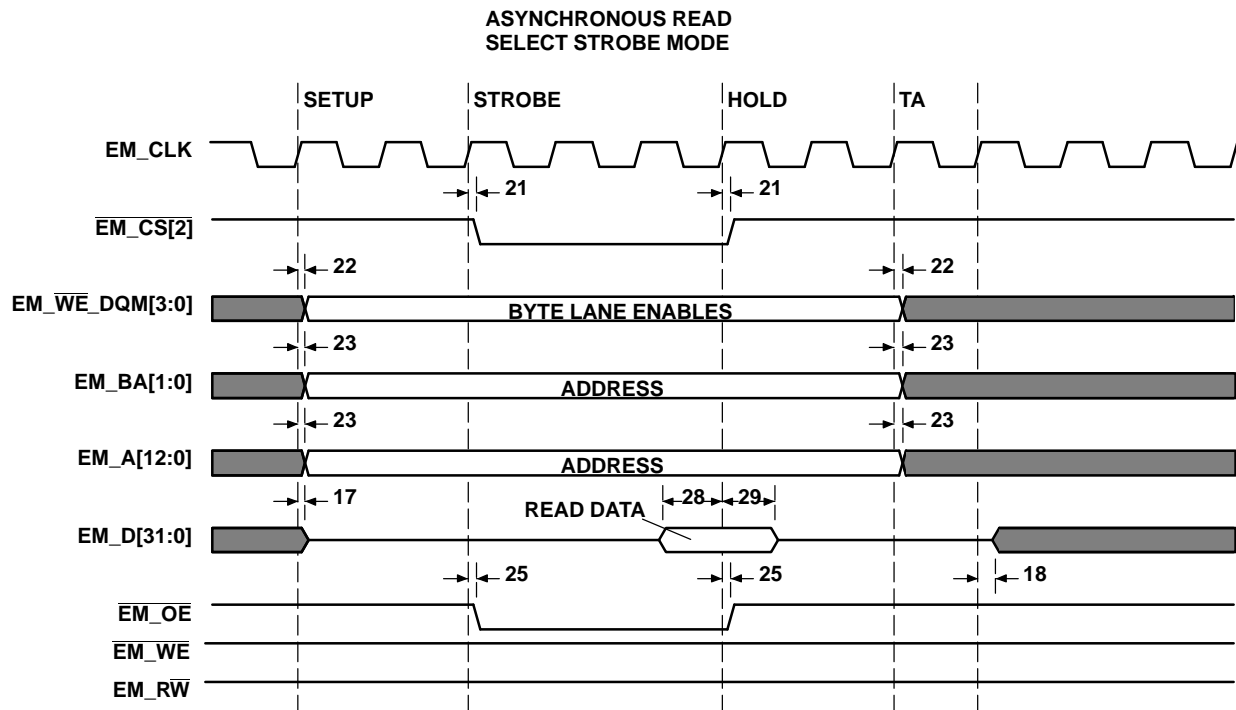 ASYNCHRONOUS READ
SELECT STROBE MODE
SETUP STROBE HOLD TA
EM_CLK
21 21
EM_CS[2]
22 22
EM_WE_DQM[3:0] BYTE LANE ENABLES
23 23
EM_BA[1:0] ADDRESS
23 23
EM_A[12:0] ADDRESS
17 28 29
READ DATA
EM_D[31:0]
25 25 18
EM_OE
EM_WE
EM_RW